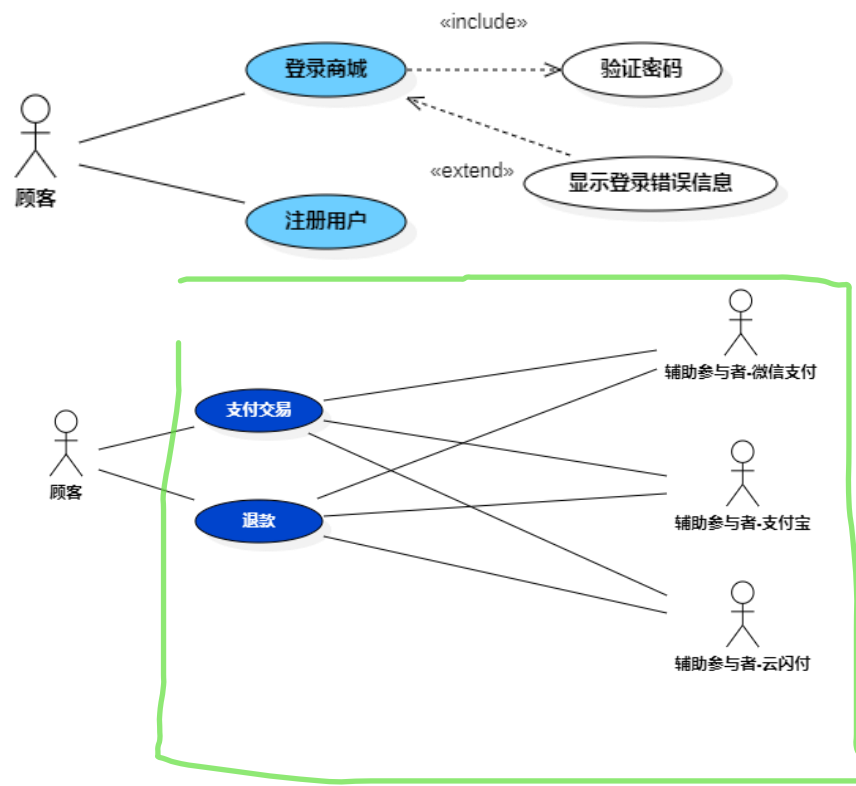 «include»
登录商城
验证密码
«extend»
显示登录错误信息
顾客
注册用户
辅助参与者-微信支付
支付交易
顾客
退款
辅助参与者-支付宝
辅助参与者-云闪付